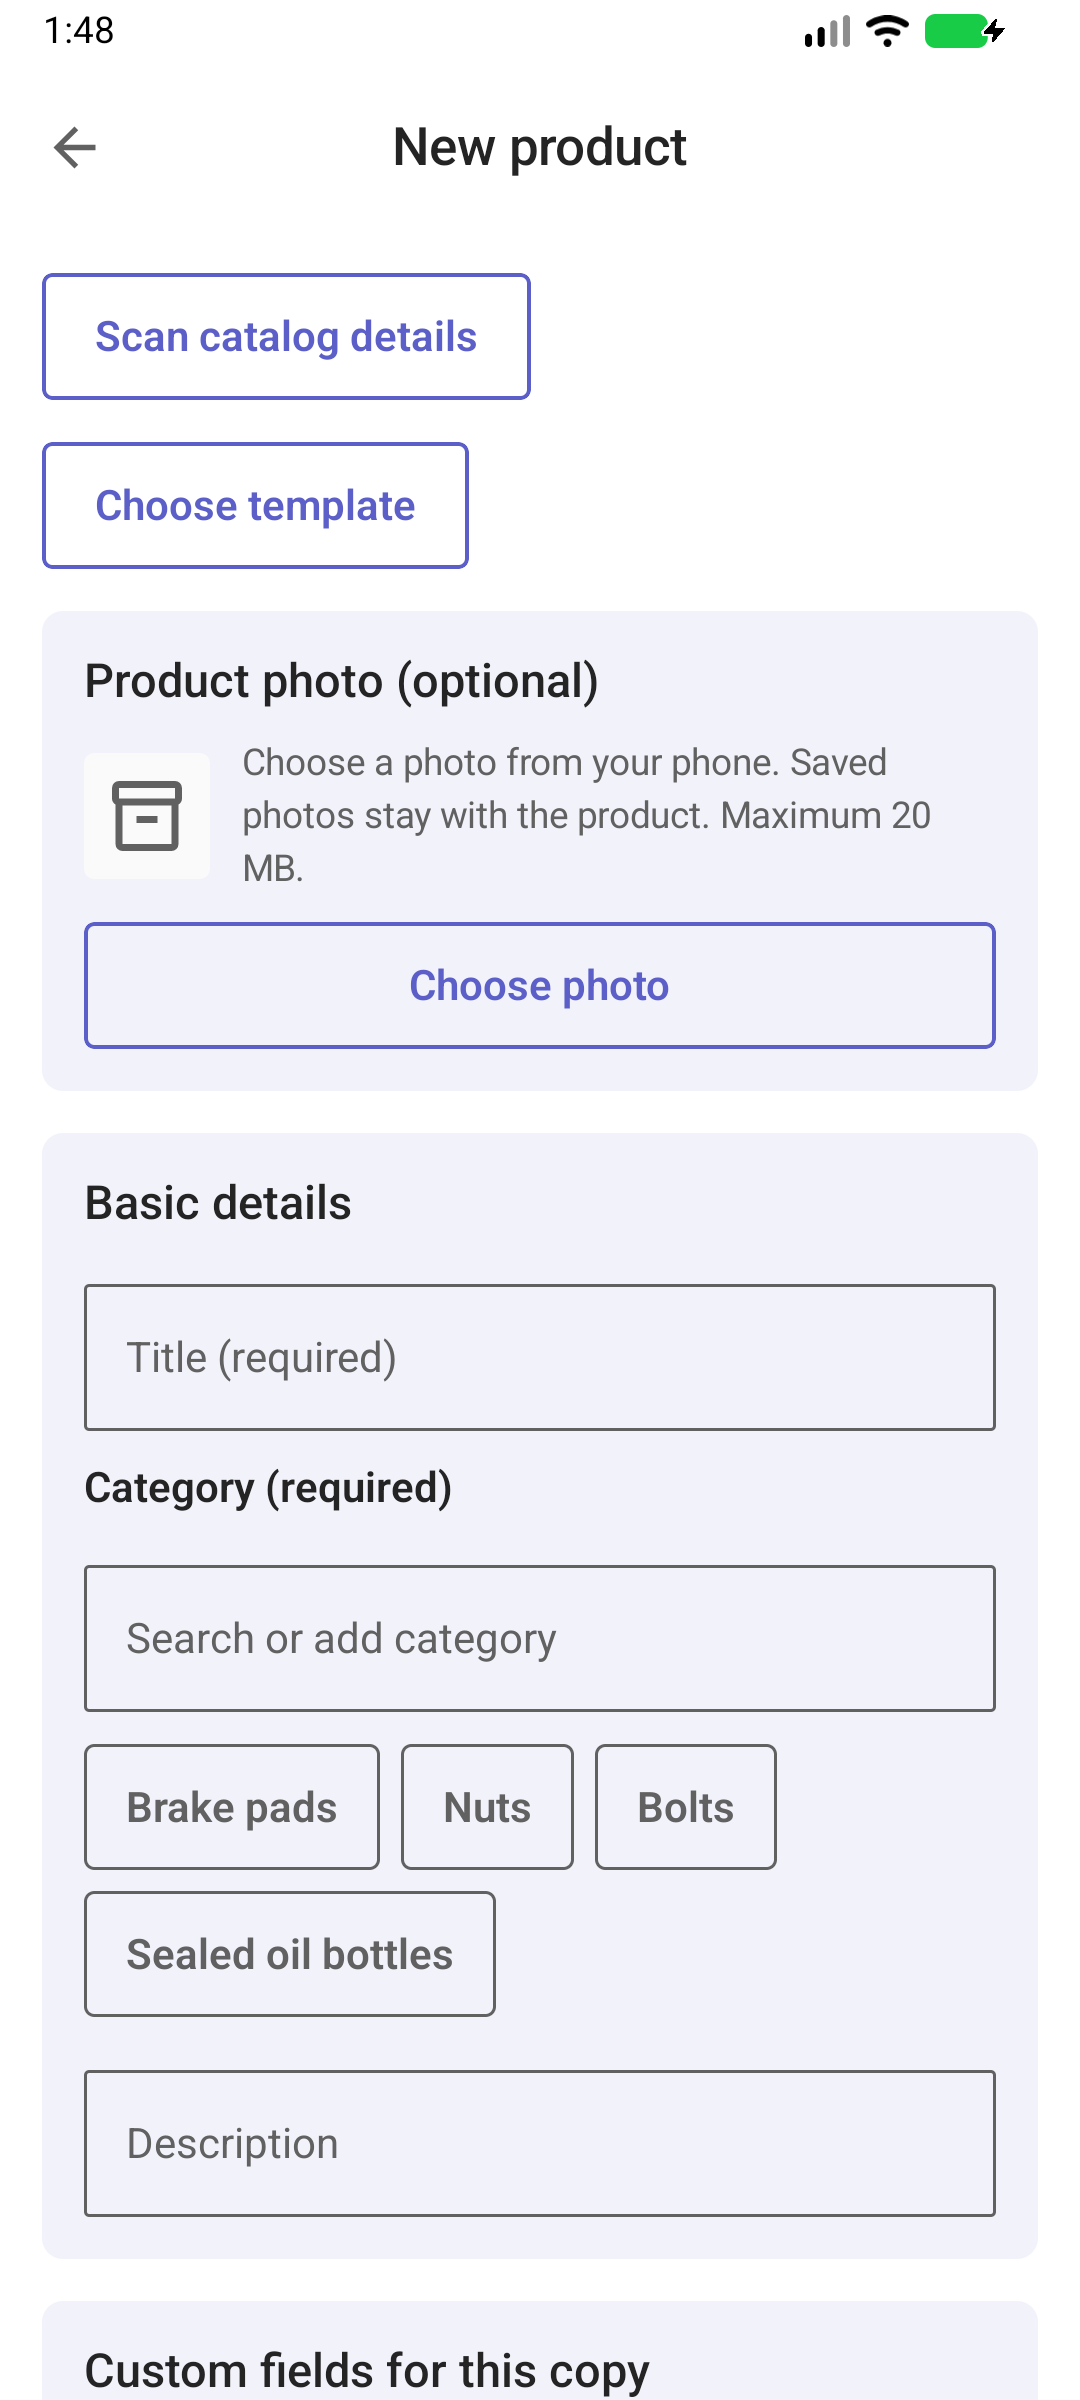 1:48
New product
Scan catalog details
Choose template
Product photo (optional)
Choose a photo from your phone. Saved
photos stay with the product. Maximum 20
MB.
Choose photo
Basic details
Title (required)
Category (required)
Search or add category
Brake pads
Nuts
Bolts
Sealed oil bottles
Description
Custom fields for this copy